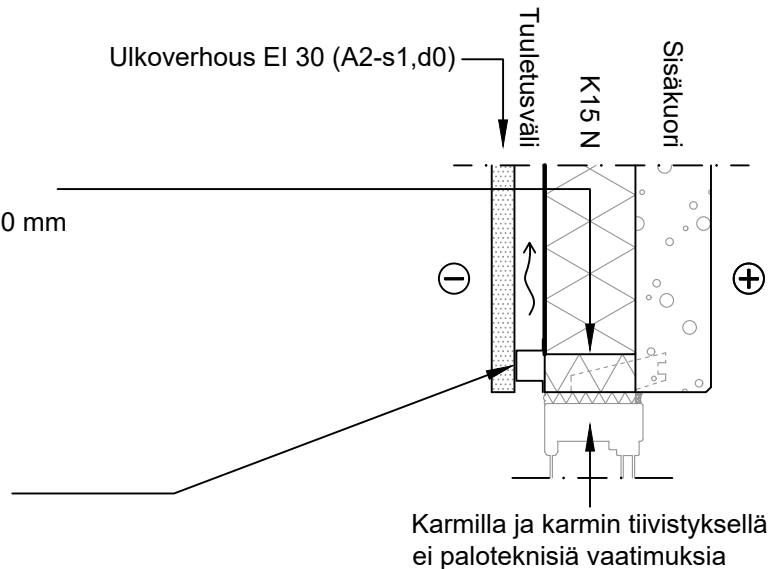 Ulkoverhous EI 30 (A2-s1,d0)
Tuuletusväli
K15 N
Sisäkuori
0 mm
Karmilla ja karmin tiivistyksellä
ei paloteknisiä vaatimuksia